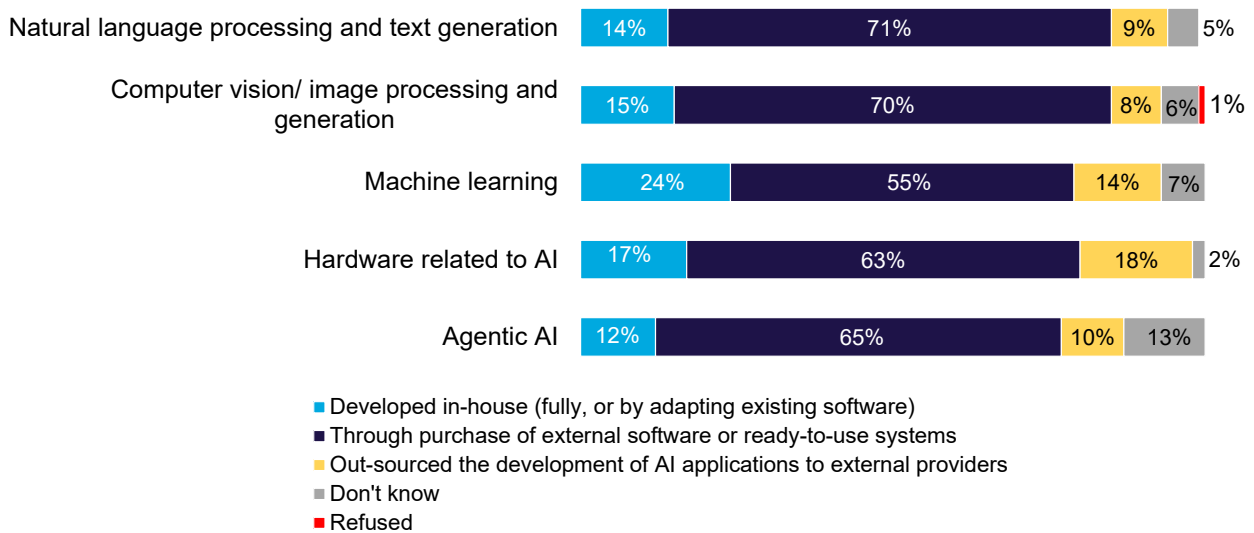 Natural language processing and text generation
14% 71% 9% 5%
Computer vision/ image processing and
generation
15% 70% 8% 6% 1%
Machine learning
24% 55% 14% 7%
Hardware related to AI
17% 63% 18% 2%
Agentic AI
12% 65% 10% 13%
Developed in-house (fully, or by adapting existing software)
Through purchase of external software or ready-to-use systems
Out-sourced the development of AI applications to external providers
Don't know
Refused